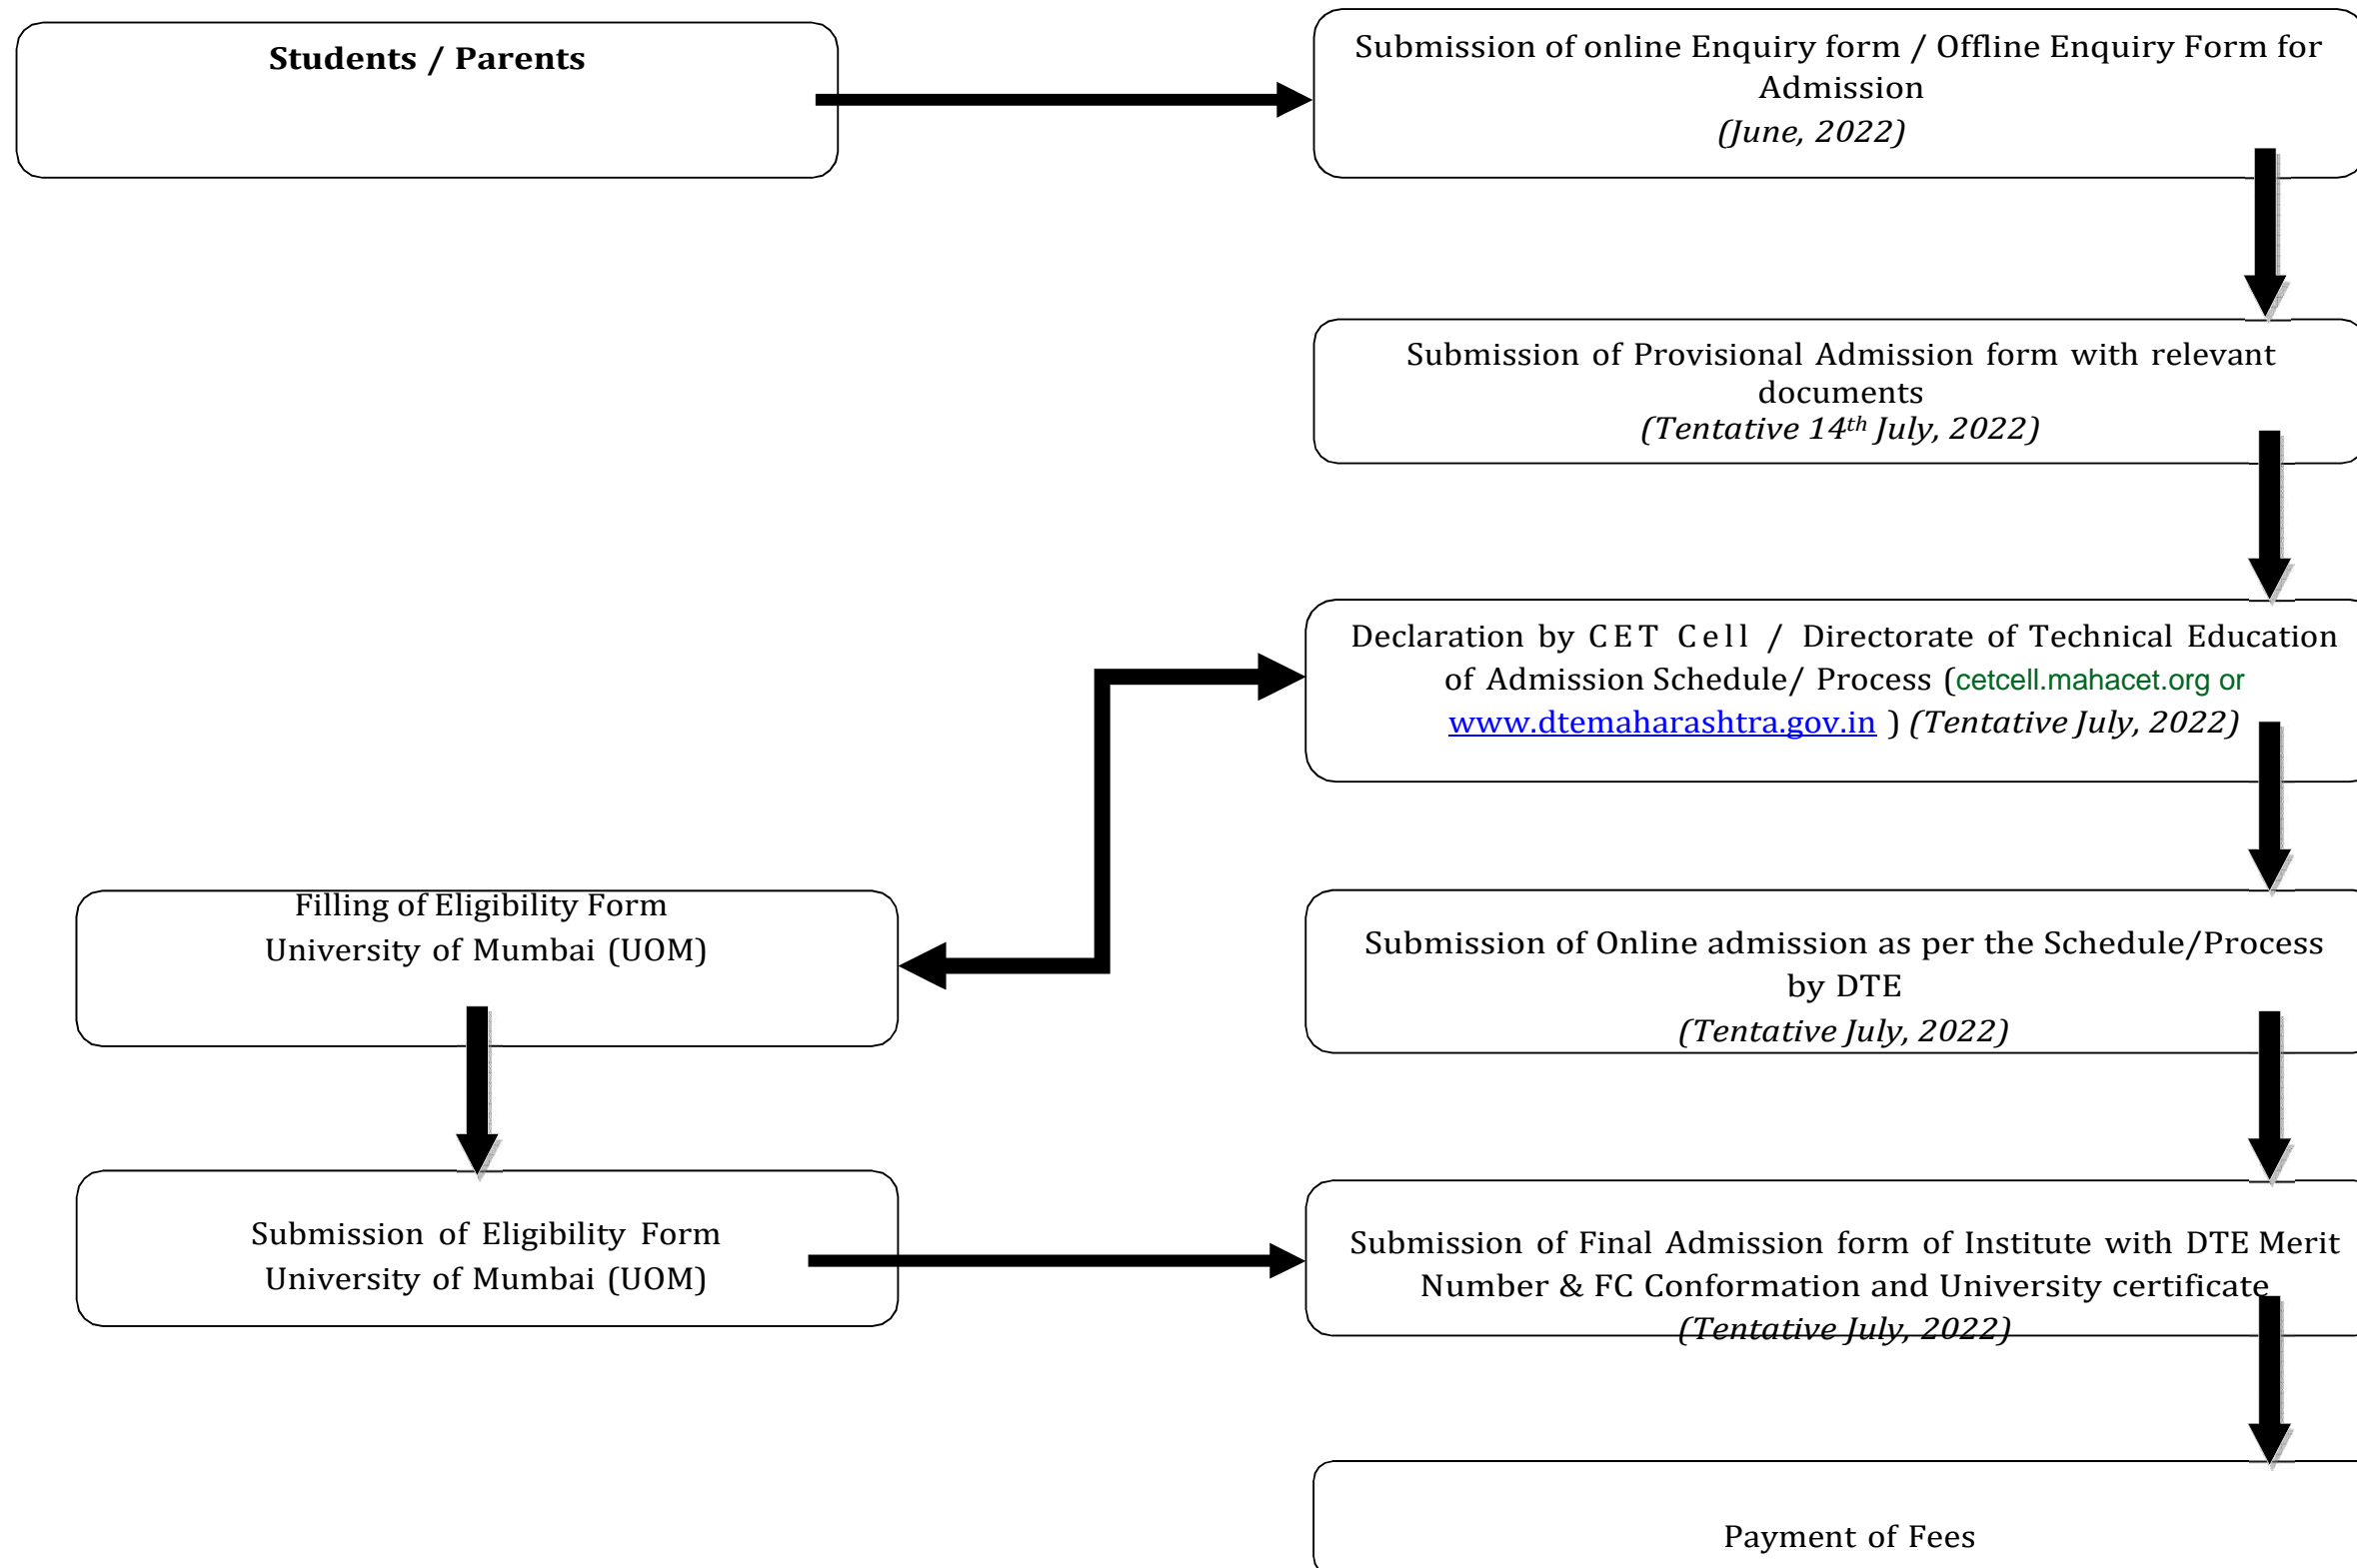 Students / Parents
Submission of online Enquiry form / Offline Enquiry Form for
Admission
(June, 2022)
Submission of Provisional Admission form with relevant
documents
(Tentative 14th July, 2022)
Declaration by CET Cell / Directorate of Technical Education
of Admission Schedule/ Process (cetcell.mahacet.org or
www.dtemaharashtra.gov.in ) (Tentative July, 2022)
Filling of Eligibility Form
University of Mumbai (UOM)
Submission of Online admission as per the Schedule/Process
by DTE
(Tentative July, 2022)
Submission of Eligibility Form
University of Mumbai (UOM)
Submission of Final Admission form of Institute with DTE Merit
Number & FC Conformation and University certificate
(Tentative July, 2022)
Payment of Fees